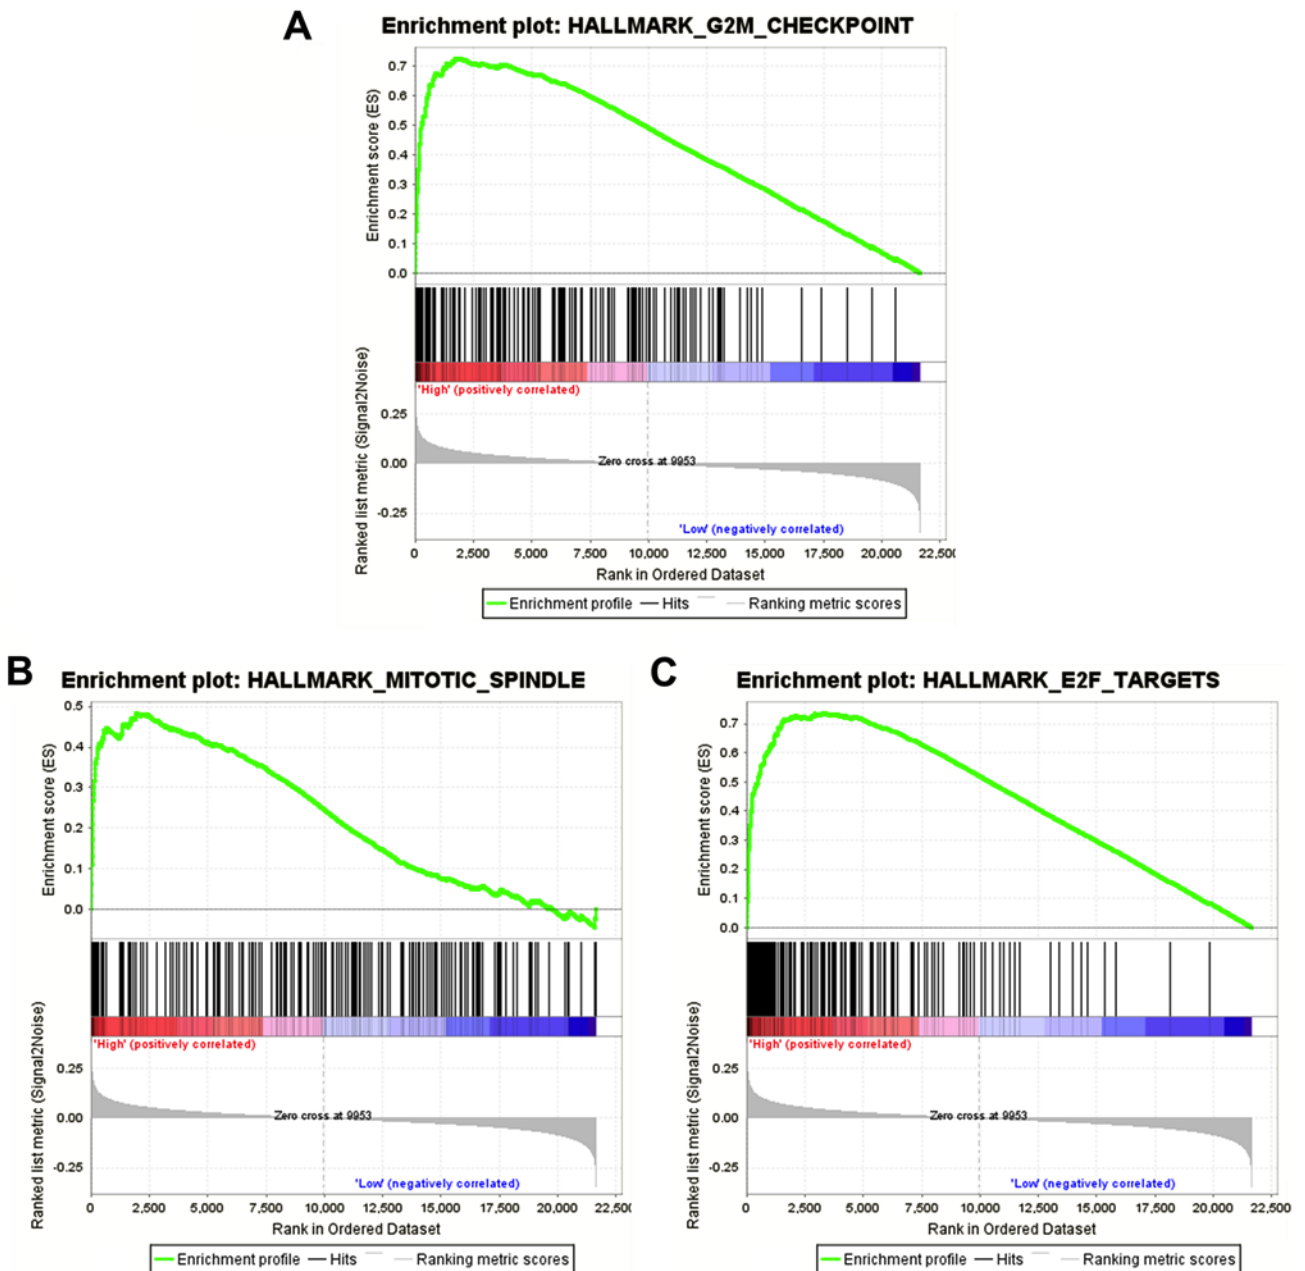 A
Enrichment plot: HALLMARK_G2M_CHECKPOINT
Enrichment score (ES)
0.7
0.6
0.5
0.4
0.3
0.2
0.1
0.0
'High' (positively correlated)
Ranked list metric (Signal2Noise)
0.25
0.00
-0.25
Zero cross at 9953
'Low' (negatively correlated)
0 2,500 5,000 7,500 10,000 12,500 15,000 17,500 20,000 22,500
Rank in Ordered Dataset
Enrichment profile Hits Ranking metric scores
B
Enrichment plot: HALLMARK_MITOTIC_SPINDLE
Enrichment score (ES)
0.5
0.4
0.3
0.2
0.1
0.0
'High' (positively correlated)
Ranked list metric (Signal2Noise)
0.25
0.00
-0.25
Zero cross at 9953
'Low' (negatively correlated)
0 2,500 5,000 7,500 10,000 12,500 15,000 17,500 20,000 22,500
Rank in Ordered Dataset
Enrichment profile Hits Ranking metric scores
C
Enrichment plot: HALLMARK_E2F_TARGETS
Enrichment score (ES)
0.7
0.6
0.5
0.4
0.3
0.2
0.1
0.0
'High' (positively correlated)
Ranked list metric (Signal2Noise)
0.25
0.00
-0.25
Zero cross at 9953
'Low' (negatively correlated)
0 2,500 5,000 7,500 10,000 12,500 15,000 17,500 20,000 22,500
Rank in Ordered Dataset
Enrichment profile Hits Ranking metric scores